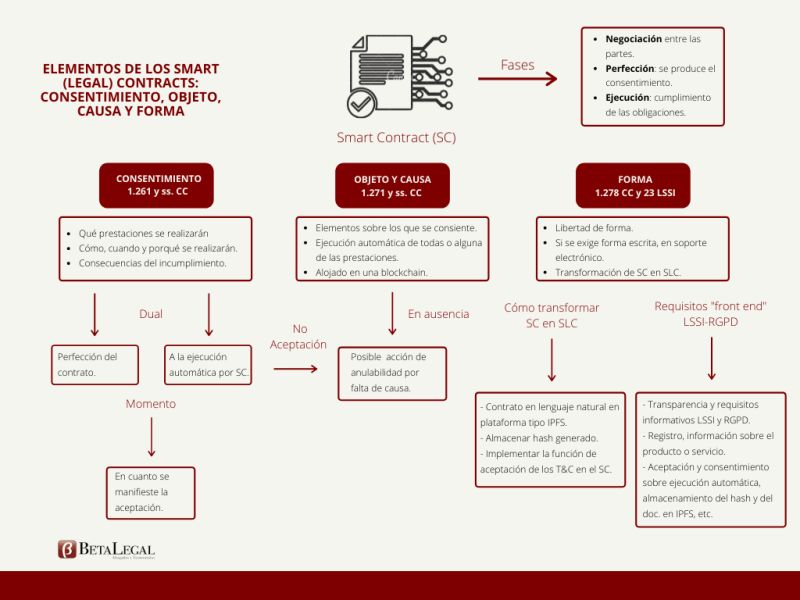 ELEMENTOS DE LOS SMART
(LEGAL) CONTRACTS:
CONSENTIMIENTO, OBJETO,
CAUSA Y FORMA
Smart Contract (SC)
Fases
Negociación entre las
partes.
Perfección: se produce el
consentimiento.
Ejecución: cumplimiento
de las obligaciones.
CONSENTIMIENTO
1.261 y ss. CC
Qué prestaciones se realizarán
Cómo, cuando y porqué se realizarán.
Consecuencias del incumplimiento.
Dual
Perfección del
contrato.
A la ejecución
automática por SC.
Momento
En cuanto se
manifieste la
aceptación.
No
Aceptación
OBJETO Y CAUSA
1.271 y ss. CC
Elementos sobre los que se consiente.
Ejecución automática de todas o alguna
de las prestaciones.
Alojado en una blockchain.
En ausencia
Posible acción de
anulabilidad por
falta de causa.
FORMA
1.278 CC y 23 LSSI
Libertad de forma.
Si se exige forma escrita, en soporte
electrónico.
Transformación de SC en SLC.
Cómo transformar
SC en SLC
- Contrato en lenguaje natural en
plataforma tipo IPFS.
- Almacenar hash generado.
- Implementar la función de
aceptación de los T&C en el SC.
Requisitos "front end"
LSSI-RGPD
- Transparencia y requisitos
informativos LSSI y RGPD.
- Registro, información sobre el
producto o servicio.
- Aceptación y consentimiento
sobre ejecución automática,
almacenamiento del hash y del
doc. en IPFS, etc.
BETALEGAL